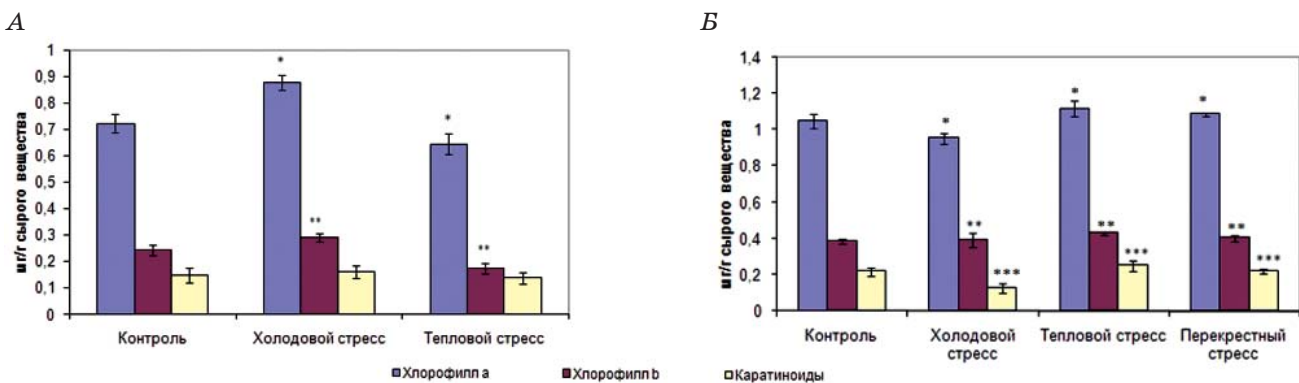 А
1
0,9
0,8
0,7
0,6
0,5
0,4
0,3
0,2
0,1
0
шг/г сырого вещества
*
**
*
**
Контроль
Холодовой стресс
Тепловой стресс
Б
1,4
1,2
1
0,8
0,6
0,4
0,2
0
шг/г сырого вещества
*
**
***
*
**
***
*
**
***
Контроль
Холодовой
стресс
Тепловой стресс
Перекрестный
стресс
Хлорофилл a
Хлорофилл b
Каратиноиды